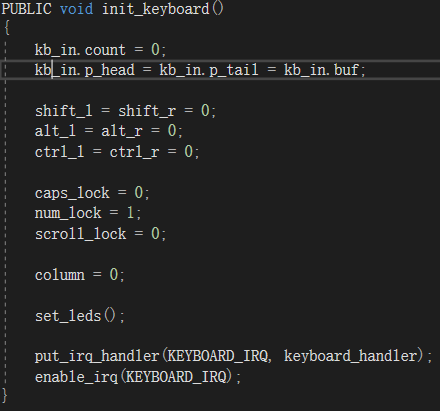 PUBLIC void init_keyboard()
{
kb_in.count = 0;
kb_in.p_head = kb_in.p_tail = kb_in.buf;
shift_l = shift_r = 0;
alt_l = alt_r = 0;
ctrl_l = ctrl_r = 0;
caps_lock = 0;
num_lock = 1;
scroll_lock = 0;
column = 0;
set_leds();
put_irq_handler(KEYBOARD_IRQ, keyboard_handler);
enable_irq(KEYBOARD_IRQ);
}